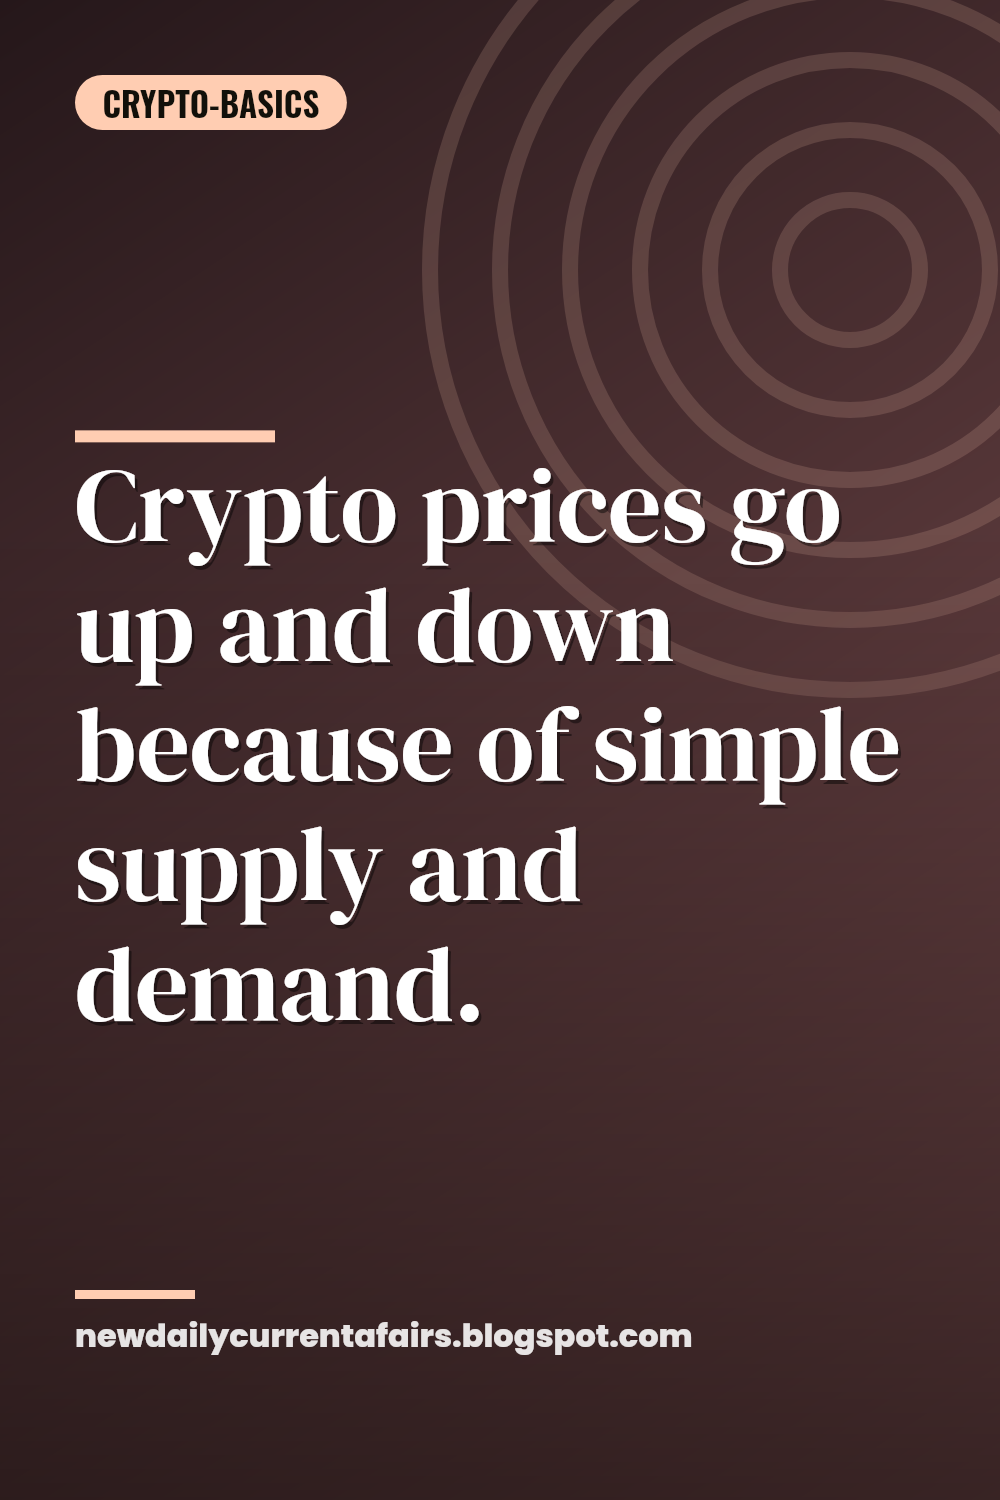 CRYPTO-BASICS
Crypto prices go
up and down
because of simple
supply and
demand.
newdailycurrentafairs.blogspot.com